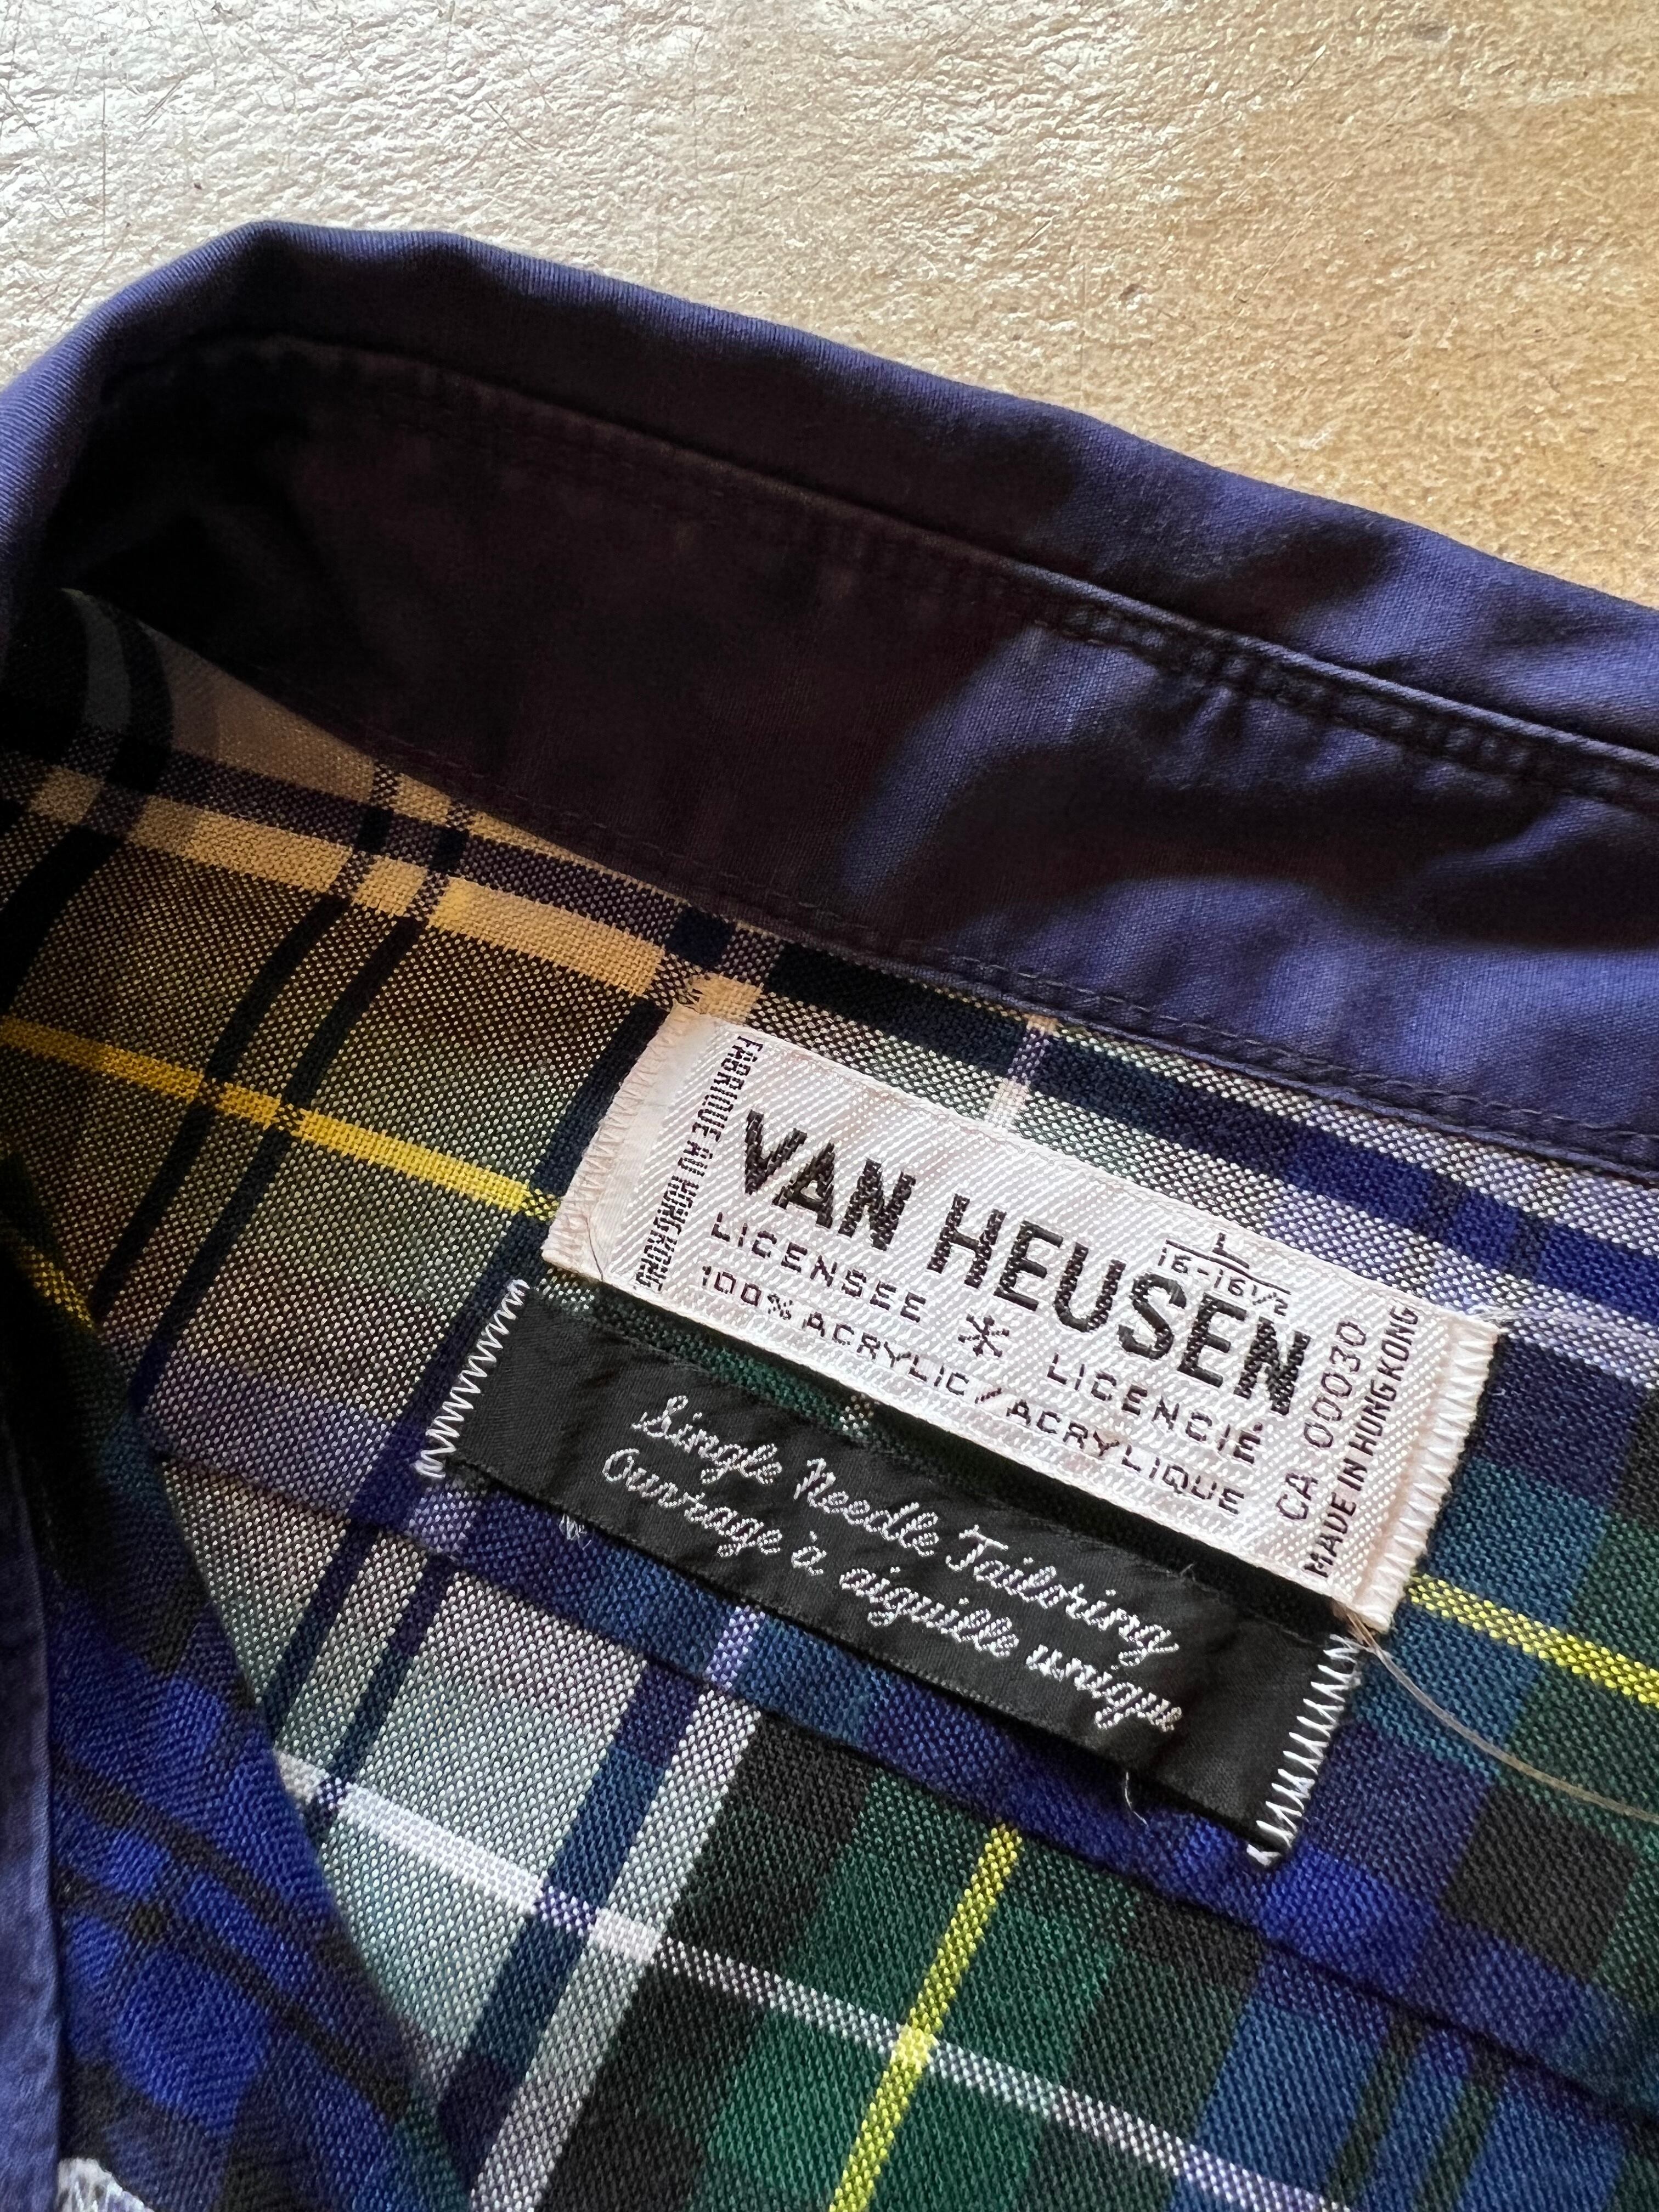 FABRIQUE AU HONG KONG
VAN HEUSEN
L
16-16½
LICENSEE LICENCIÉ
100% ACRYLIC/ACRYLIQUE
CA 00030
MADE IN HONG KONG
Single Needle Tailoring
Ouvrage à aiguille unique